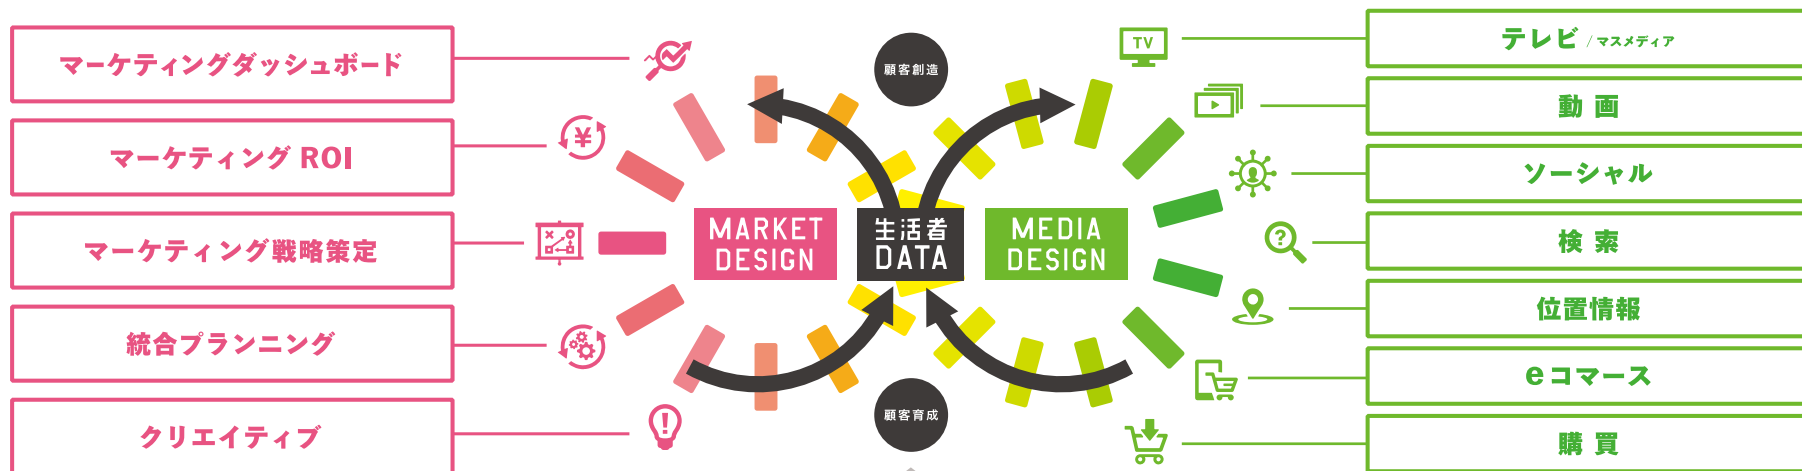 マーケティングダッシュボード
マーケティング ROI
マーケティング戦略策定
統合プランニング
クリエイティブ
¥
顧客創造
MARKET
DESIGN
生活者
DATA
MEDIA
DESIGN
顧客育成
TV
?
!
テレビ / マスメディア
動画
ソーシャル
検索
位置情報
eコマース
購買